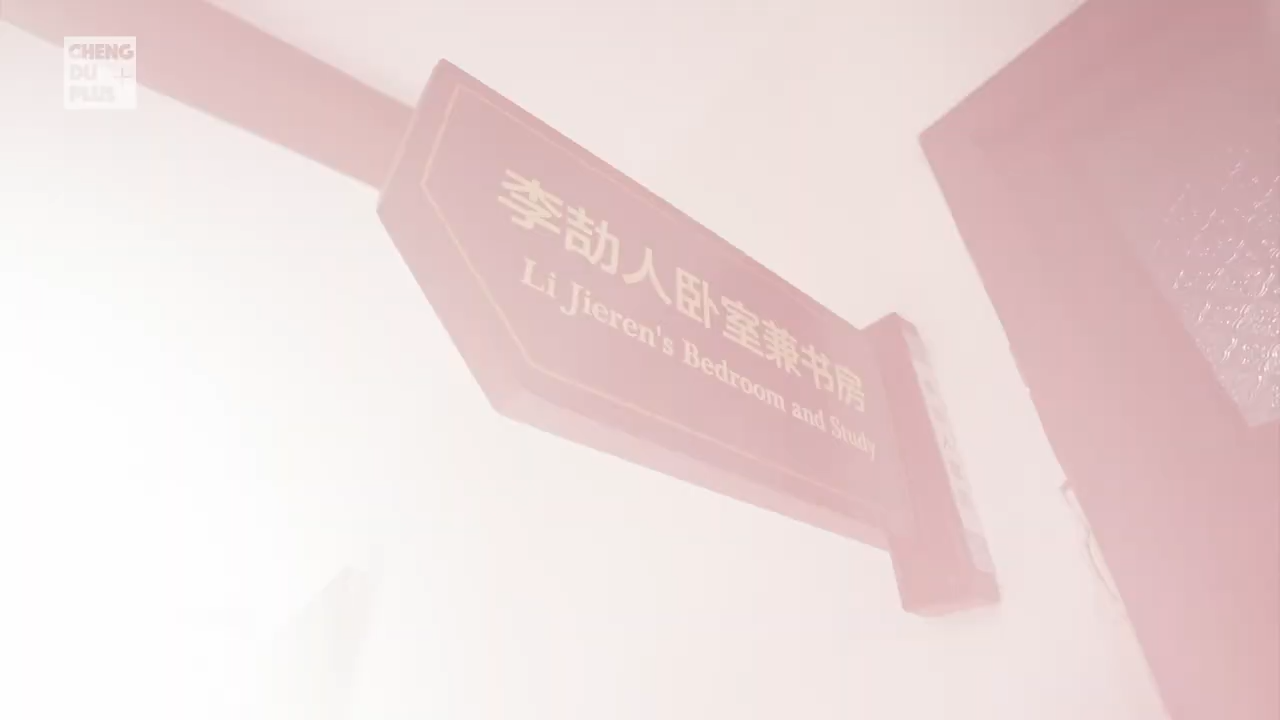 CHENG
DU+
PLUS
李劼人卧室兼书房
Li Jieren's Bedroom and Study